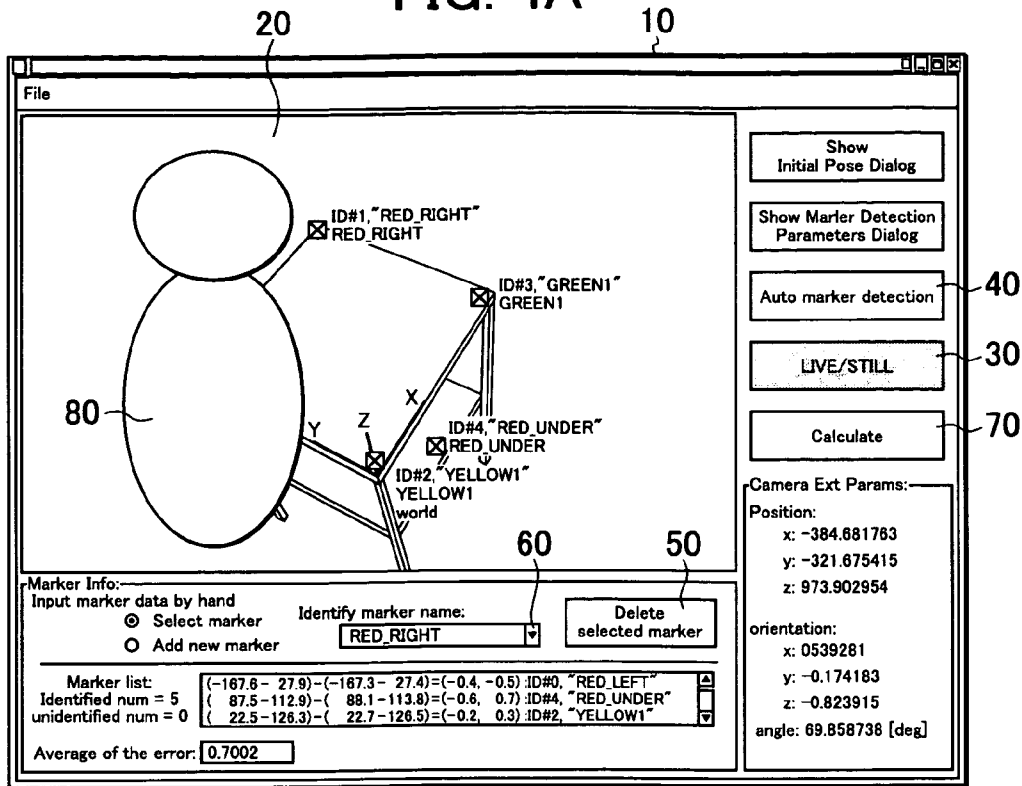 FIG. 4A
20
10
File
Show
Initial Pose Dialog
ID#1,"RED_RIGHT"
RED_RIGHT
Show Marler Detection
Parameters Dialog
ID#3,"GREEN1"
GREEN1
Auto marker detection
40
LIVE/STILL
30
X
80
Y
Z
ID#4,"RED_UNDER"
RED_UNDER
Calculate
70
ID#2,"YELLOW1"
YELLOW1
world
Camera Ext Params:
Position:
x: -384.681763
y: -321.675415
z: 973.902954
60
50
Marker Info:
Input marker data by hand
Select marker
Add new marker
Identify marker name:
RED_RIGHT
Delete
selected marker
orientation:
x: 0539281
y: -0.174183
z: -0.823915
angle: 69.858738 [deg]
Marker list:
Identified num = 5
unidentified num = 0
(-167.6- 27.9)-(-167.3- 27.4)=(-0.4, -0.5) :ID#0, "RED_LEFT"
( 87.5-112.9)-( 88.1-113.8)=(-0.6, 0.7) :ID#4, "RED_UNDER"
( 22.5-126.3)-( 22.7-126.5)=(-0.2, 0.3) :ID#2, "YELLOW1"
Average of the error: 0.7002